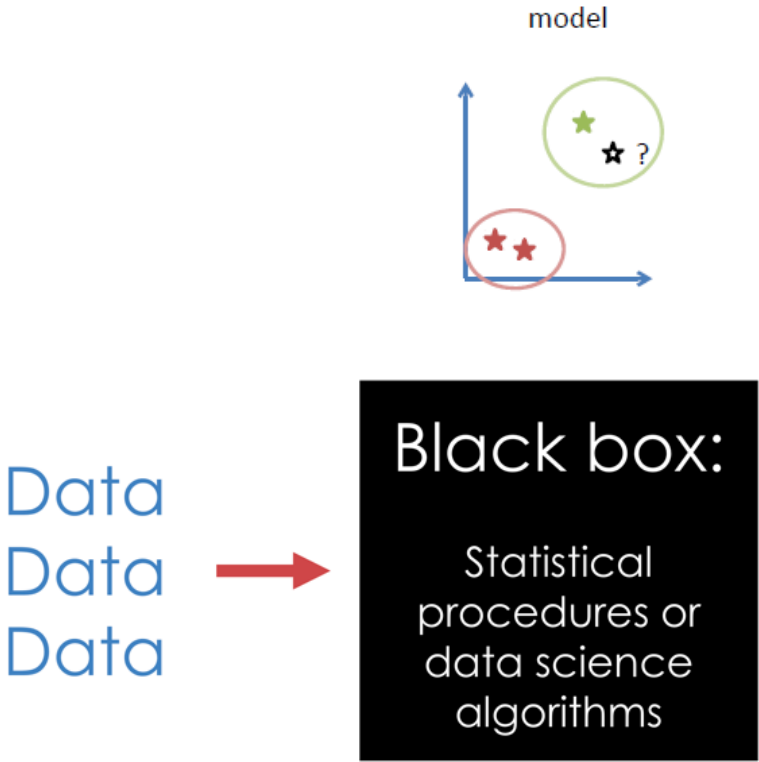 model
?
Data
Data
Data
Black box:
Statistical
procedures or
data science
algorithms